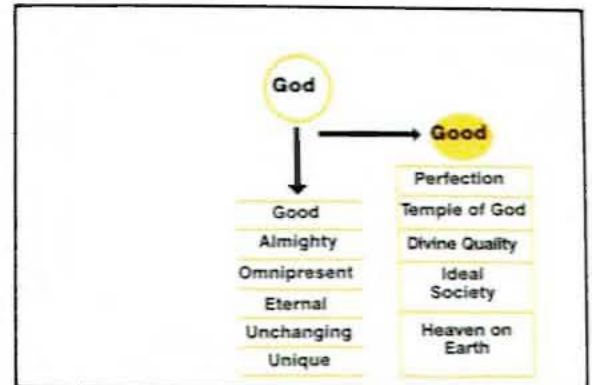 God
Good
Good
Almighty
Omnipresent
Eternal
Unchanging
Unique
Perfection
Temple of God
Divine Quality
Ideal
Society
Heaven on
Earth